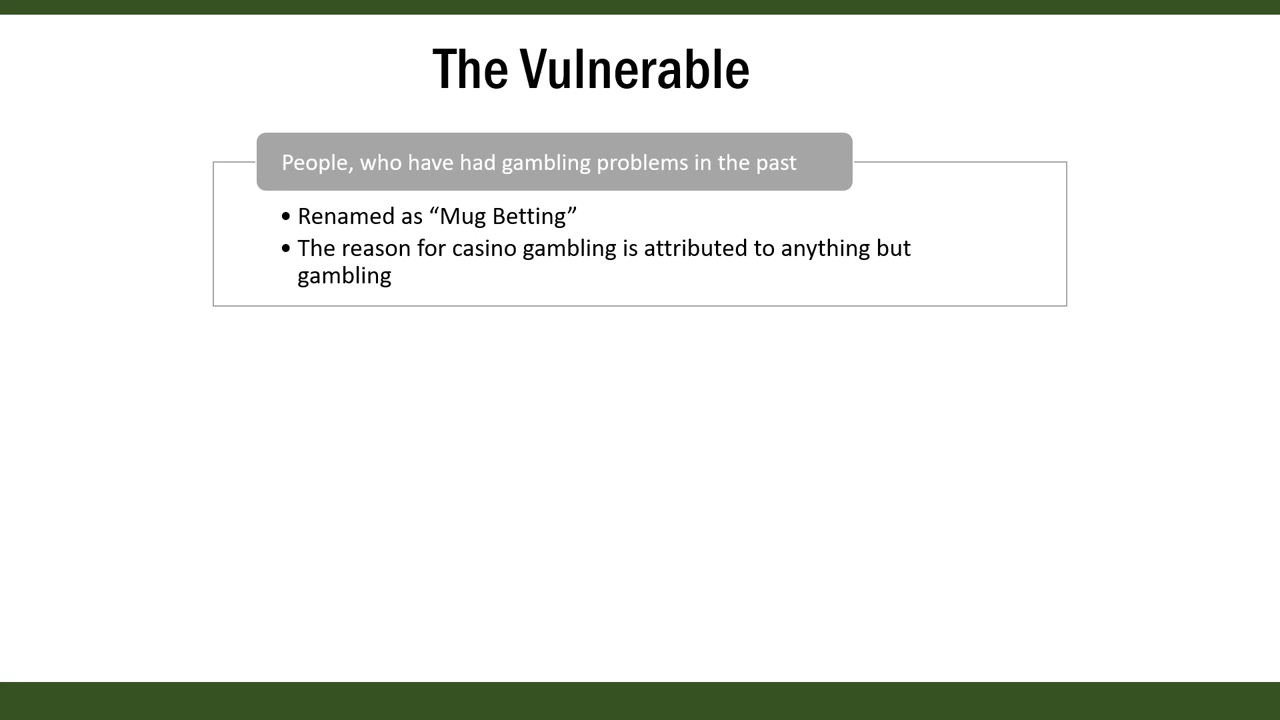 The Vulnerable
People, who have had gambling problems in the past
• Renamed as “Mug Betting”
• The reason for casino gambling is attributed to anything but
gambling